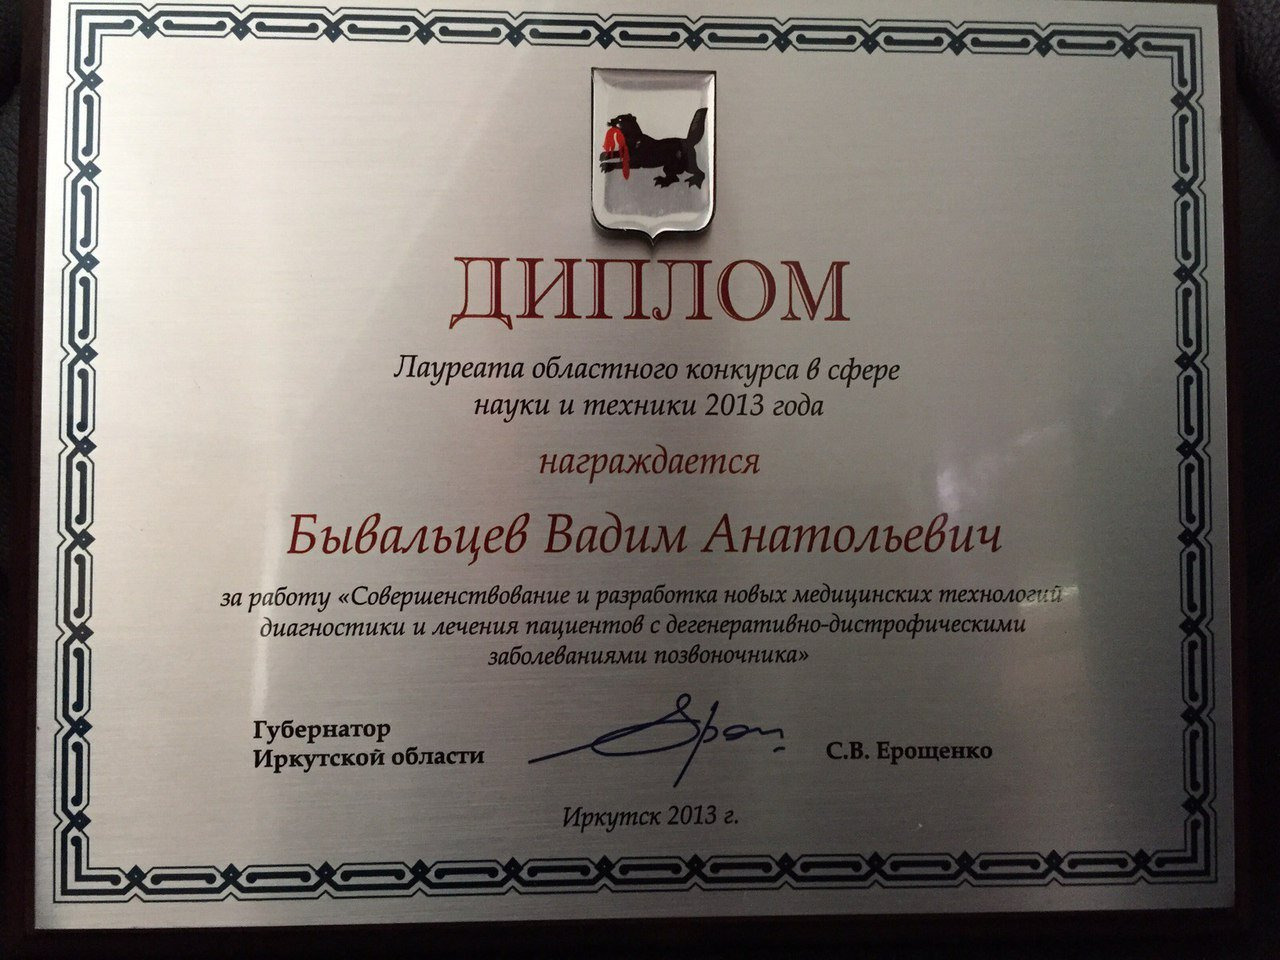 ДИПЛОМ
Лауреата областного конкурса в сфере
науки и техники 2013 года
награждается
Бывальцев Вадим Анатольевич
за работу «Совершенствование и разработка новых медицинских технологий
диагностики и лечения пациентов с дегенеративно-дистрофическими
заболеваниями позвоночника»
Губернатор
Иркутской области
С.В. Ерощенко
Иркутск 2013 г.